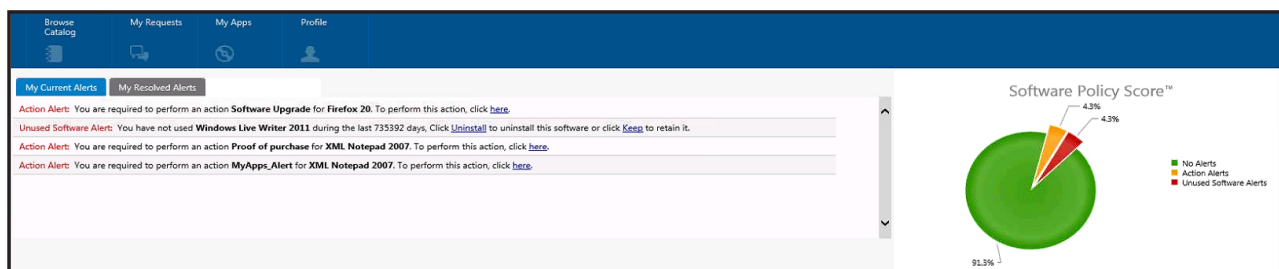 Browse
Catalog
My Requests
My Apps
Profile
My Current Alerts
My Resolved Alerts
Action Alert: You are required to perform an action Software Upgrade for Firefox 20. To perform this action, click here.
Unused Software Alert: You have not used Windows Live Writer 2011 during the last 735392 days, Click Uninstall to uninstall this software or click Keep to retain it.
Action Alert: You are required to perform an action Proof of purchase for XML Notepad 2007. To perform this action, click here.
Action Alert: You are required to perform an action MyApps_Alert for XML Notepad 2007. To perform this action, click here.
Software Policy Score™
4.3%
4.3%
No Alerts
Action Alerts
Unused Software Alerts
91.3%